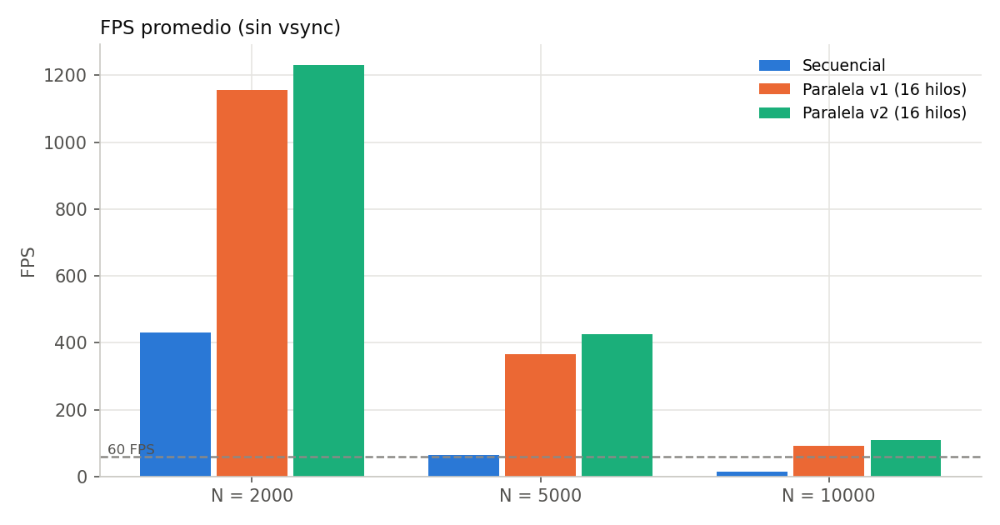 FPS promedio (sin vsync)
Secuencial
Paralela v1 (16 hilos)
Paralela v2 (16 hilos)
FPS
1200
1000
800
600
400
200
0
60 FPS
N = 2000
N = 5000
N = 10000